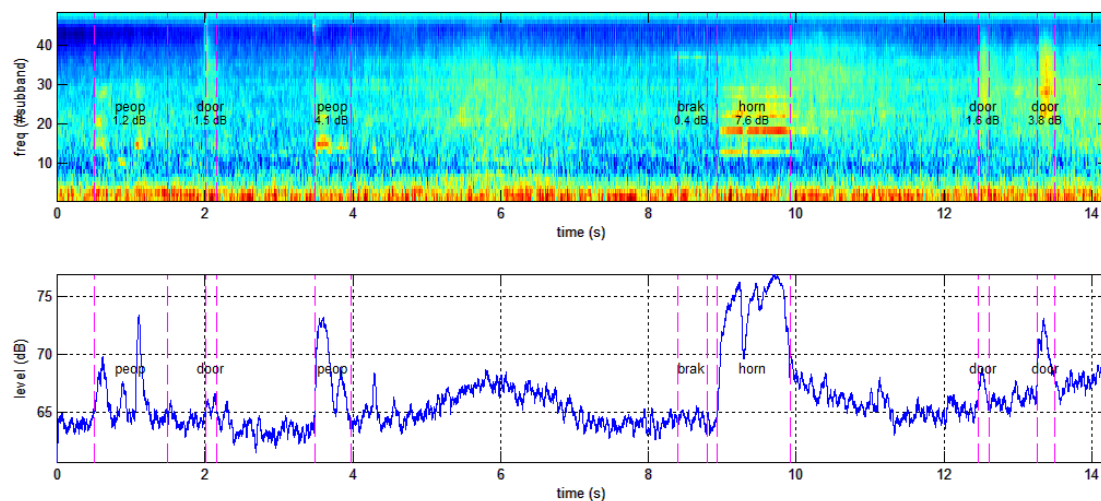 40
30
20
10
freq (#subband)
peop
1.2 dB
door
1.5 dB
peop
4.1 dB
brak
0.4 dB
horn
7.6 dB
door
1.6 dB
door
3.8 dB
0 2 4 6 8 10 12 14
time (s)
75
70
65
level (dB)
peop door peop brak horn door door
0 2 4 6 8 10 12 14
time (s)